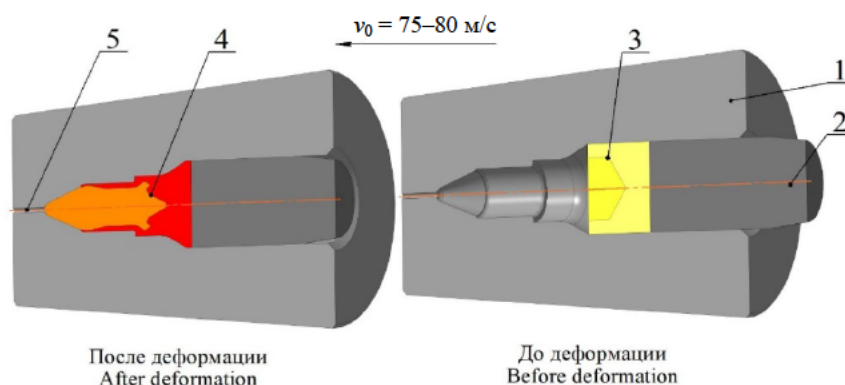 5
4
v₀ = 75–80 м/с
3
1
2
После деформации
After deformation
До деформации
Before deformation